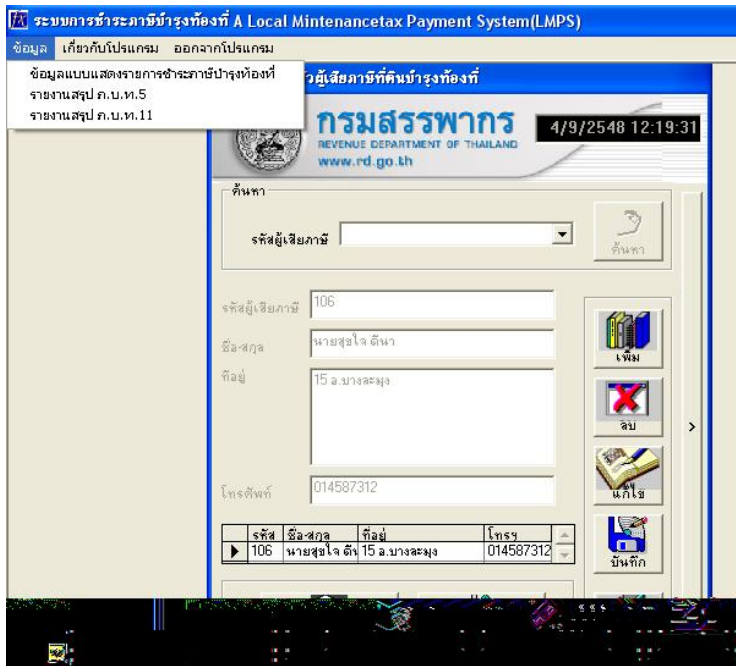 ระบบการชำระภาษีบำรุงท้องที่ A Local Mintenancetax Payment System(LMPS)
ข้อมูล เกี่ยวกับโปรแกรม ออกจากโปรแกรม
ข้อมูลแบบแสดงรายการชำระภาษีบำรุงท้องที่
รายงานสรุป ภ.บ.ท.5
รายงานสรุป ภ.บ.ท.11
ผู้เสียภาษีที่ดินบำรุงท้องที่
กรมสรรพากร
REVENUE DEPARTMENT OF THAILAND
www.rd.go.th
4/9/2548 12:19:31
ค้นหา
รหัสผู้เสียภาษี
ค้นหา
รหัสผู้เสียภาษี 106
ชื่อ-สกุล นายสุขใจ ดีนา
ที่อยู่ 15 อ.บางละมุง
โทรศัพท์ 014587312
เพิ่ม
ลบ
>
แก้ไข
บันทึก
รหัส ชื่อ-สกุล ที่อยู่ โทรฯ
106 นายสุขใจ ดีน 15 อ.บางละมุง 014587312